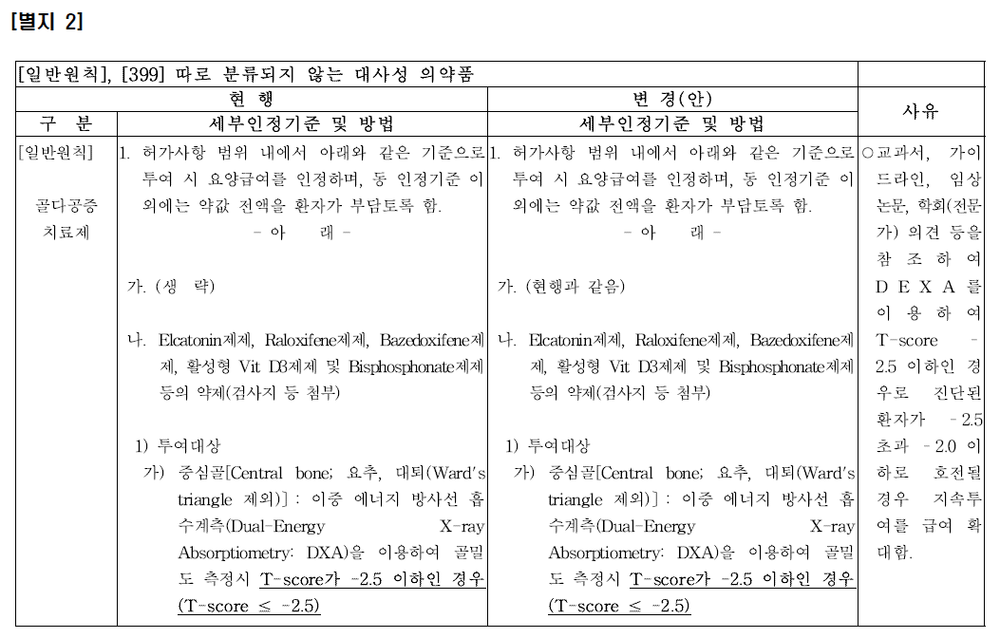 [별지 2]
[일반원칙], [399] 따로 분류되지 않는 대사성 의약품
현 행
변 경(안)
사유
구 분
세부인정기준 및 방법
세부인정기준 및 방법
[일반원칙]
골다공증
치료제
1. 허가사항 범위 내에서 아래와 같은 기준으로
투여 시 요양급여를 인정하며, 동 인정기준 이
외에는 약값 전액을 환자가 부담토록 함.
- 아 래 -
가. (생 략)
나. Elcatonin제제, Raloxifene제제, Bazedoxifene제
제, 활성형 Vit D3제제 및 Bisphosphonate제제
등의 약제(검사지 등 첨부)
1) 투여대상
가) 중심골[Central bone; 요추, 대퇴(Ward's
triangle 제외)] : 이중 에너지 방사선 흡
수계측(Dual-Energy X-ray
Absorptiometry: DXA)을 이용하여 골밀
도 측정시 T-score가 -2.5 이하인 경우
(T-score ≤ -2.5)
1. 허가사항 범위 내에서 아래와 같은 기준으로
투여 시 요양급여를 인정하며, 동 인정기준 이
외에는 약값 전액을 환자가 부담토록 함.
- 아 래 -
가. (현행과 같음)
나. Elcatonin제제, Raloxifene제제, Bazedoxifene제
제, 활성형 Vit D3제제 및 Bisphosphonate제제
등의 약제(검사지 등 첨부)
1) 투여대상
가) 중심골[Central bone; 요추, 대퇴(Ward's
triangle 제외)] : 이중 에너지 방사선 흡
수계측(Dual-Energy X-ray
Absorptiometry: DXA)을 이용하여 골밀
도 측정시 T-score가 -2.5 이하인 경우
(T-score ≤ -2.5)
○교과서, 가이
드라인, 임상
논문, 학회(전문
가) 의견 등을
참조하여
DEXA를
이용하여
T-score -
2.5 이하인 경
우로 진단된
환자가 -2.5
초과 -2.0 이
하로 호전될
경우 지속투
여를 급여 확
대함.